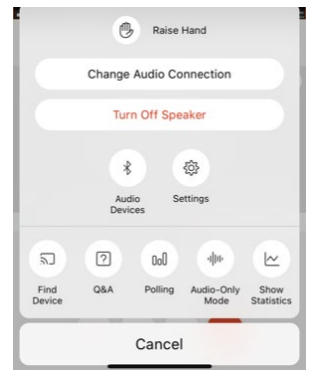 Raise Hand
Change Audio Connection
Turn Off Speaker
Audio
Devices
Settings
Find
Device
Q&A
Polling
Audio-Only
Mode
Show
Statistics
Cancel